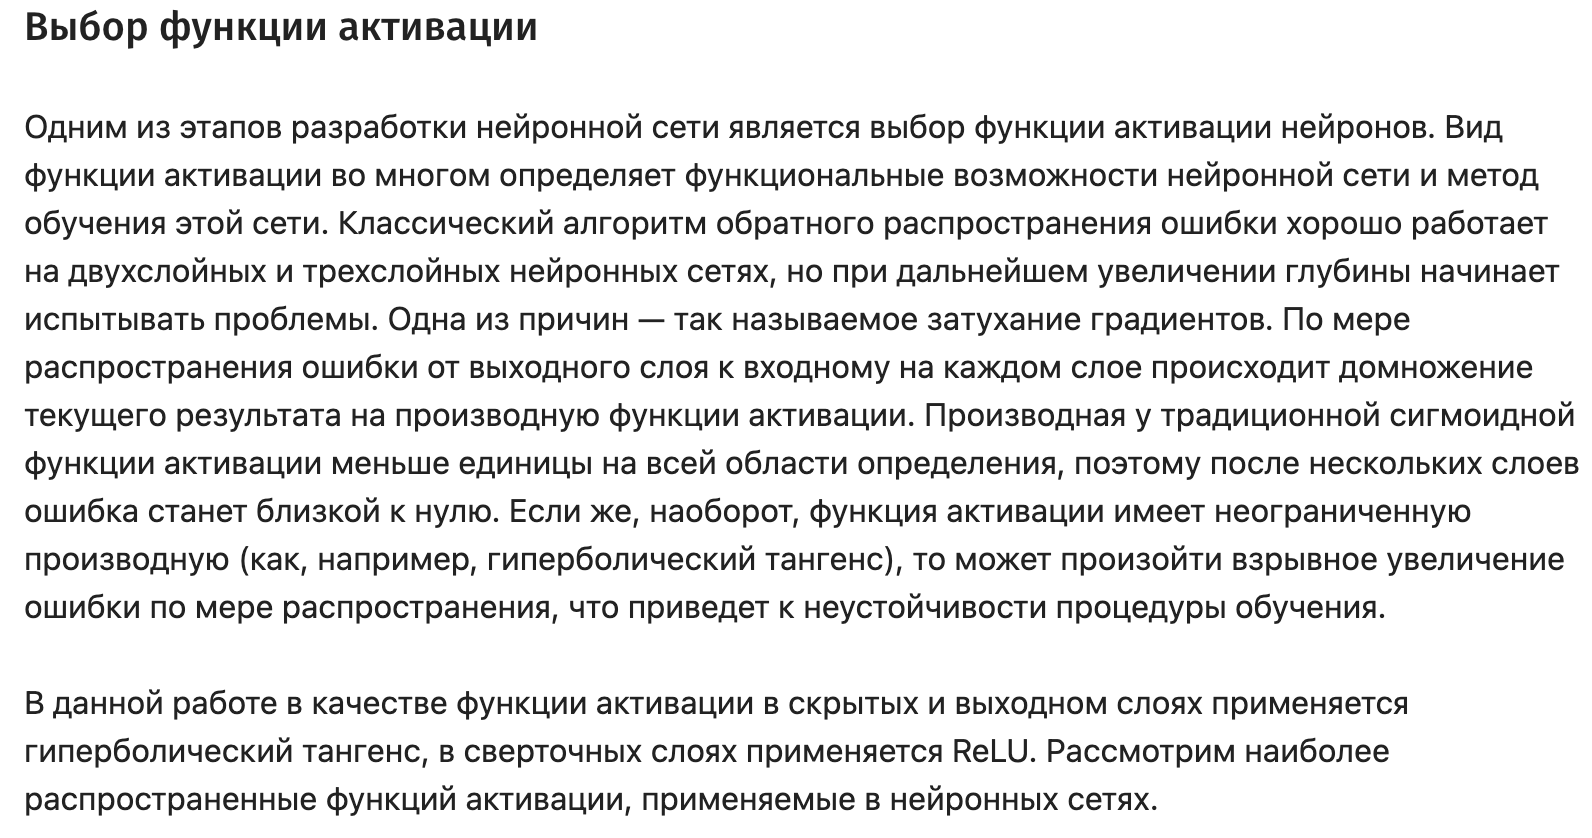 Выбор функции активации
Одним из этапов разработки нейронной сети является выбор функции активации нейронов. Вид
функции активации во многом определяет функциональные возможности нейронной сети и метод
обучения этой сети. Классический алгоритм обратного распространения ошибки хорошо работает
на двухслойных и трехслойных нейронных сетях, но при дальнейшем увеличении глубины начинает
испытывать проблемы. Одна из причин — так называемое затухание градиентов. По мере
распространения ошибки от выходного слоя к входному на каждом слое происходит домножение
текущего результата на производную функции активации. Производная у традиционной сигмоидной
функции активации меньше единицы на всей области определения, поэтому после нескольких слоев
ошибка станет близкой к нулю. Если же, наоборот, функция активации имеет неограниченную
производную (как, например, гиперболический тангенс), то может произойти взрывное увеличение
ошибки по мере распространения, что приведет к неустойчивости процедуры обучения.
В данной работе в качестве функции активации в скрытых и выходном слоях применяется
гиперболический тангенс, в сверточных слоях применяется ReLU. Рассмотрим наиболее
распространенные функций активации, применяемые в нейронных сетях.